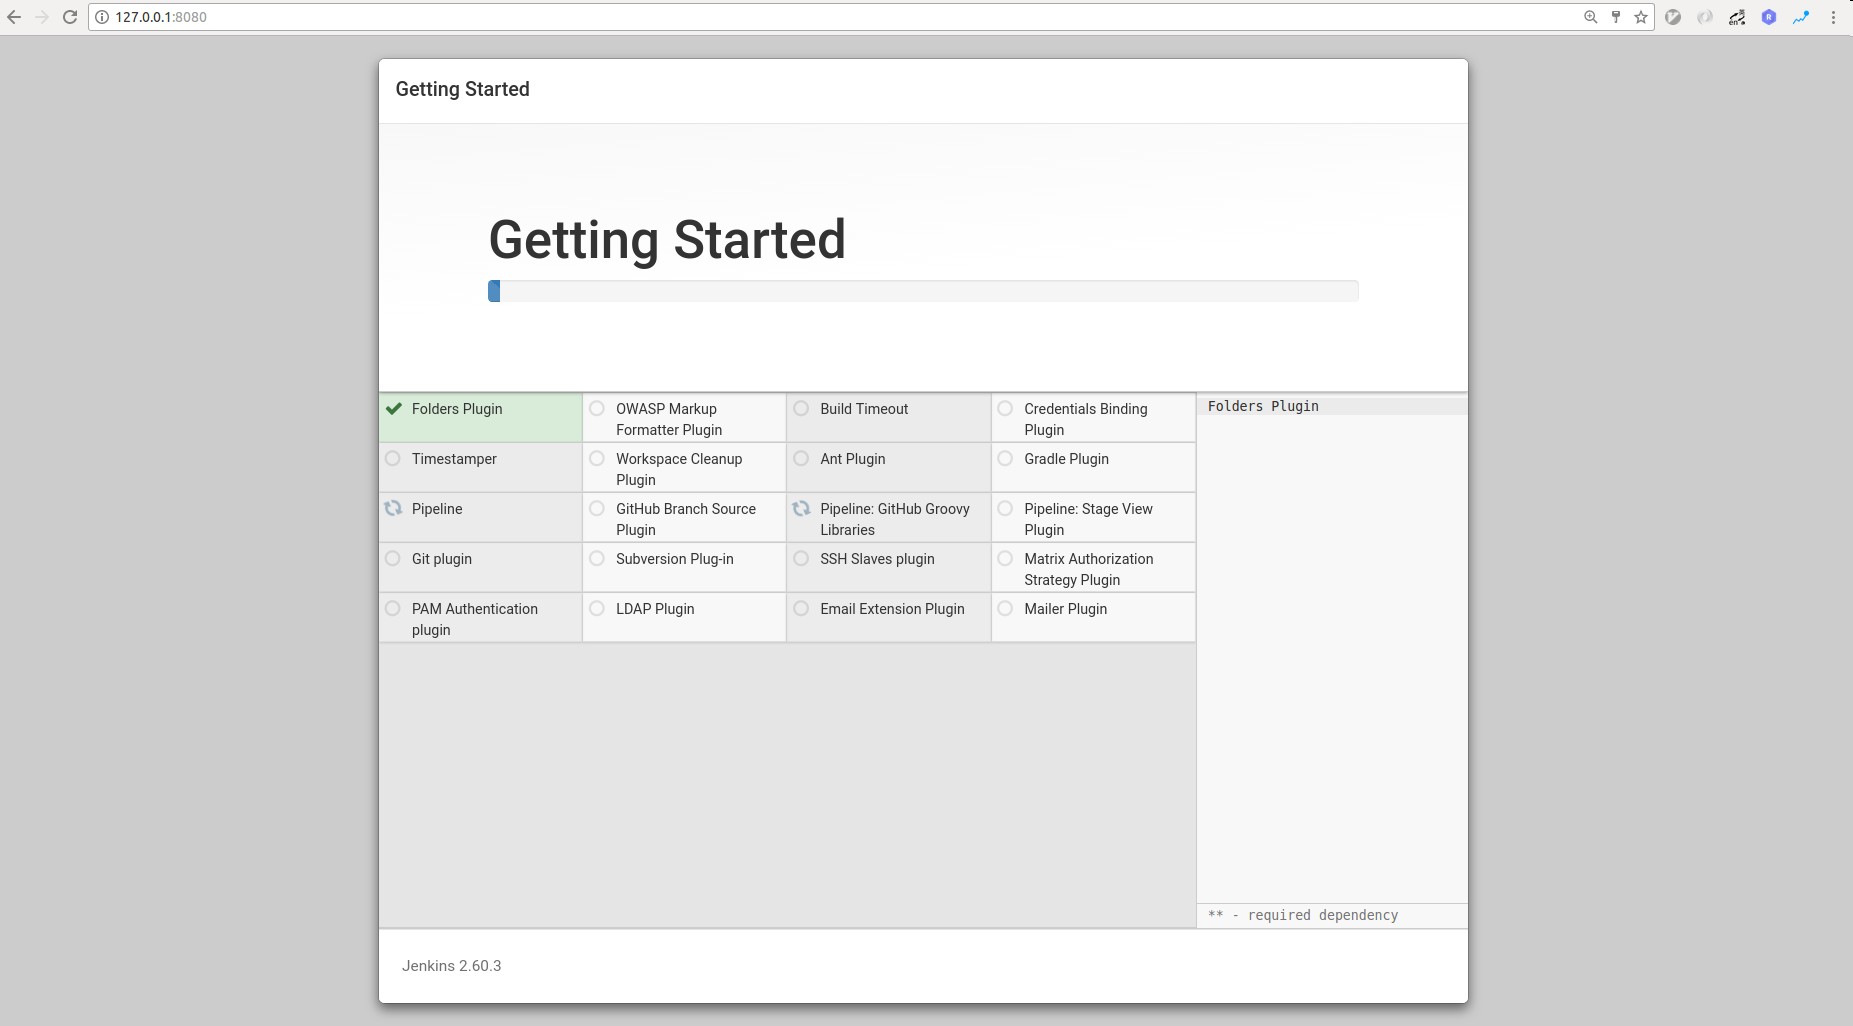 127.0.0.1:8080
Getting Started
Getting Started
Folders Plugin
OWASP Markup
Formatter Plugin
Build Timeout
Credentials Binding
Plugin
Timestamper
Workspace Cleanup
Plugin
Ant Plugin
Gradle Plugin
Pipeline
GitHub Branch Source
Plugin
Pipeline: GitHub Groovy
Libraries
Pipeline: Stage View
Plugin
Git plugin
Subversion Plug-in
SSH Slaves plugin
Matrix Authorization
Strategy Plugin
PAM Authentication
plugin
LDAP Plugin
Email Extension Plugin
Mailer Plugin
Folders Plugin
** - required dependency
Jenkins 2.60.3